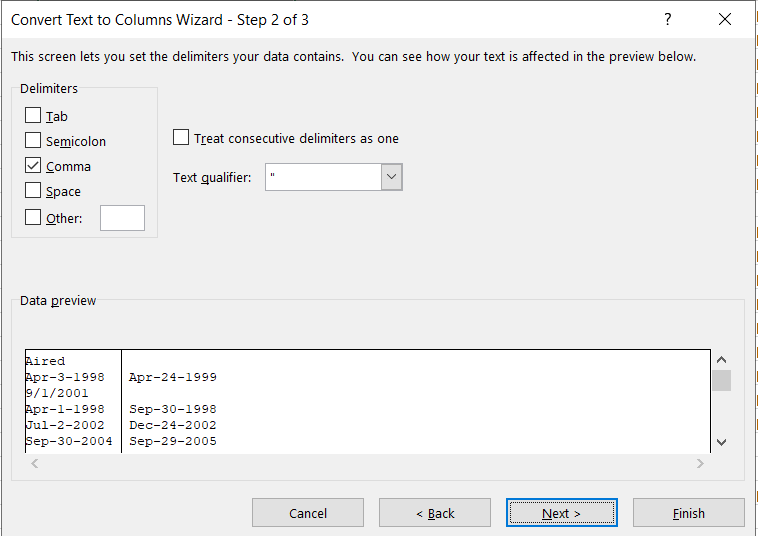 Convert Text to Columns Wizard - Step 2 of 3
?
This screen lets you set the delimiters your data contains. You can see how your text is affected in the preview below.
Delimiters
Tab
Semicolon
Comma
Space
Other:
Treat consecutive delimiters as one
Text qualifier: "
Data preview
Aired
Apr-3-1998 Apr-24-1999
9/1/2001
Apr-1-1998 Sep-30-1998
Jul-2-2002 Dec-24-2002
Sep-30-2004 Sep-29-2005
Cancel
< Back
Next >
Finish